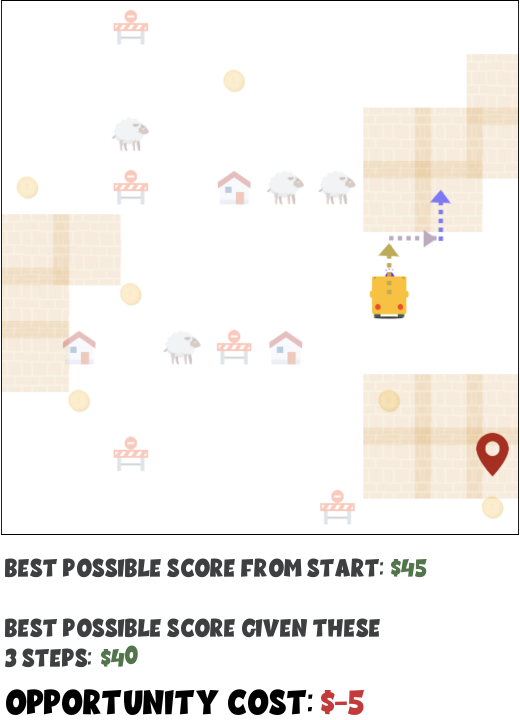 BEST POSSIBLE SCORE FROM START: $45
BEST POSSIBLE SCORE GIVEN THESE
3 STEPS: $40
OPPORTUNITY COST: $-5